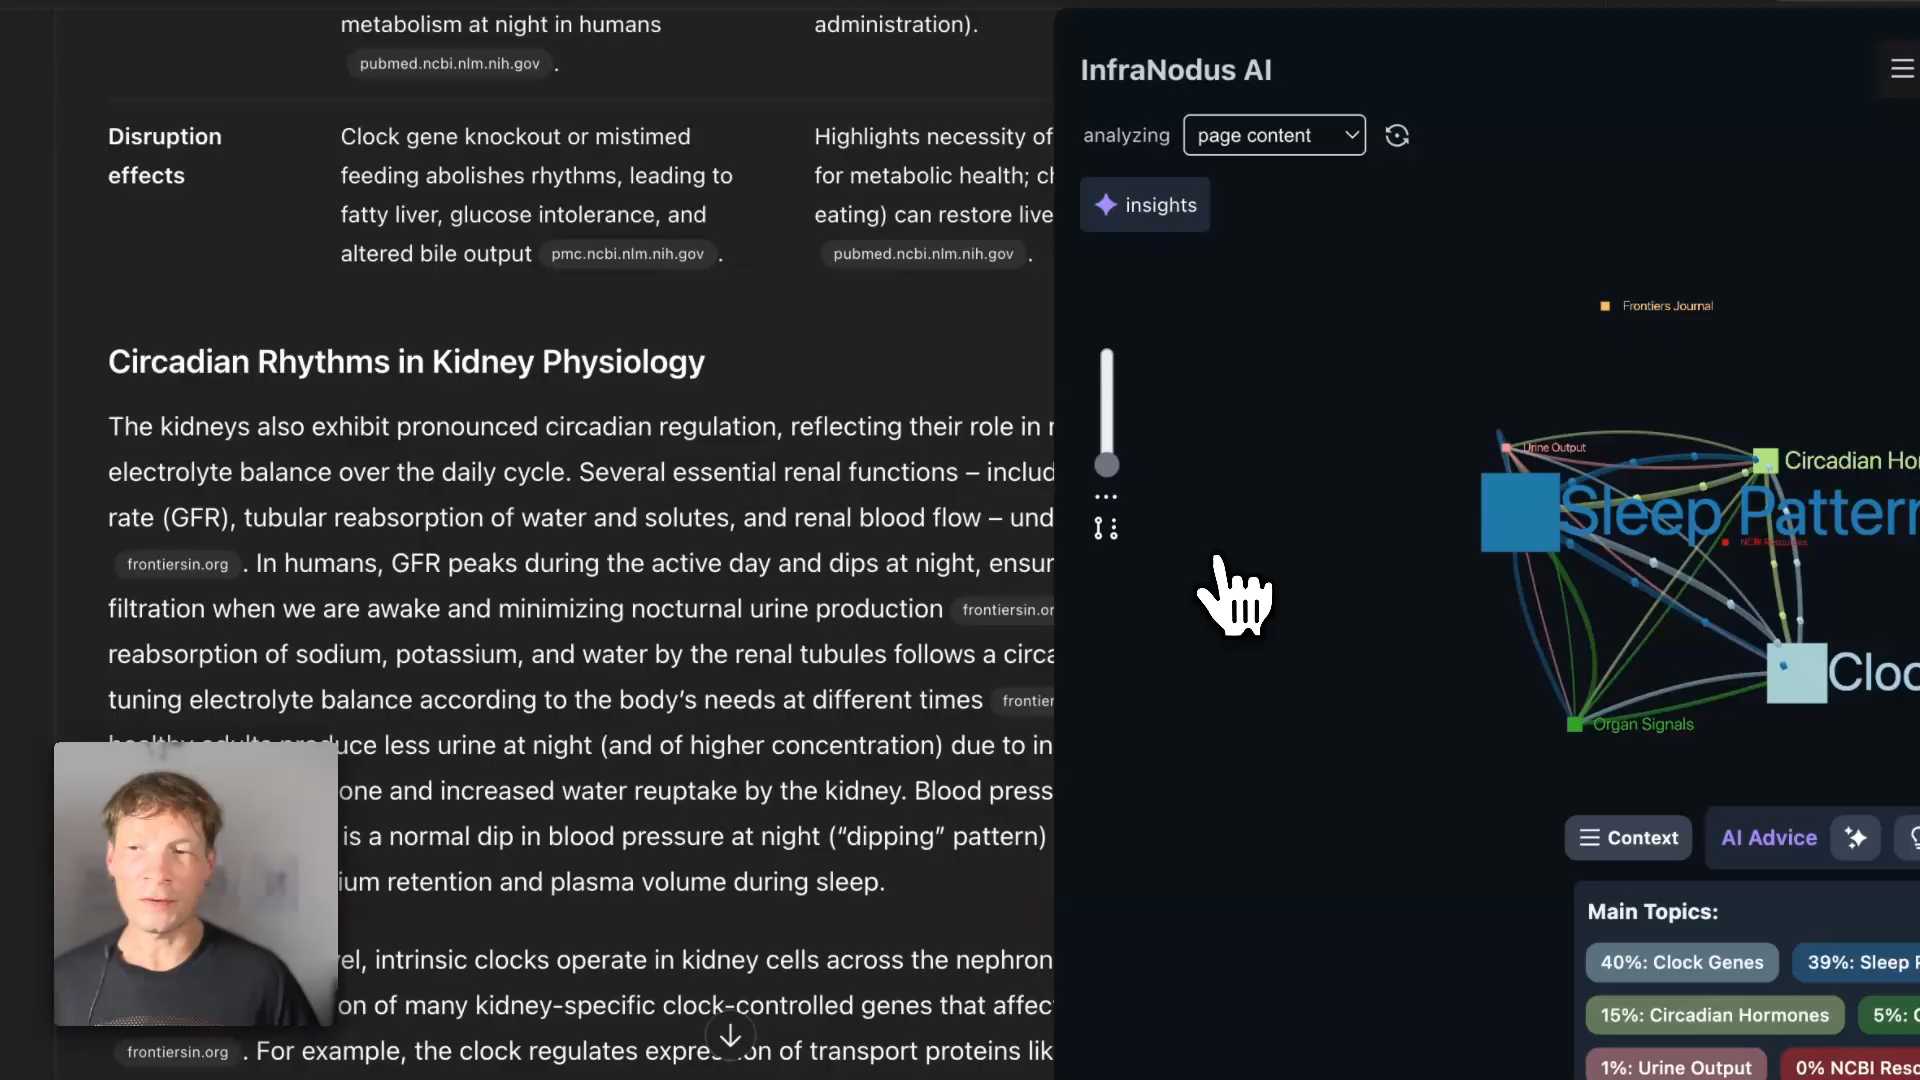 metabolism at night in humans
pubmed.ncbi.nlm.nih.gov .
administration).
Disruption
effects
Clock gene knockout or mistimed
feeding abolishes rhythms, leading to
fatty liver, glucose intolerance, and
altered bile output pmc.ncbi.nlm.nih.gov .
Highlights necessity of
for metabolic health;
eating) can restore live
pubmed.ncbi.nlm.nih.gov .
Circadian Rhythms in Kidney Physiology
The kidneys also exhibit pronounced circadian regulation, reflecting their role in
electrolyte balance over the daily cycle. Several essential renal functions – includ
rate (GFR), tubular reabsorption of water and solutes, and renal blood flow – und
frontiersin.org . In humans, GFR peaks during the active day and dips at night, ensur
filtration when we are awake and minimizing nocturnal urine production frontiersin.or
reabsorption of sodium, potassium, and water by the renal tubules follows a circa
tuning electrolyte balance according to the body’s needs at different times frontier
healthy adults produce less urine at night (and of higher concentration) due to in
one and increased water reuptake by the kidney. Blood press
is a normal dip in blood pressure at night (“dipping” pattern)
ium retention and plasma volume during sleep.
el, intrinsic clocks operate in kidney cells across the nephron
on of many kidney-specific clock-controlled genes that affec
frontiersin.org . For example, the clock regulates expression of transport proteins lik
InfraNodus AI
analyzing page content
insights
Frontiers Journal
Urine Output
Circadian Hor
Sleep Pattern
NCBI Resources
Cloc
Organ Signals
Context
AI Advice
Main Topics:
40%: Clock Genes
39%: Sleep P
15%: Circadian Hormones
5%:
1%: Urine Output
0% NCBI Reso